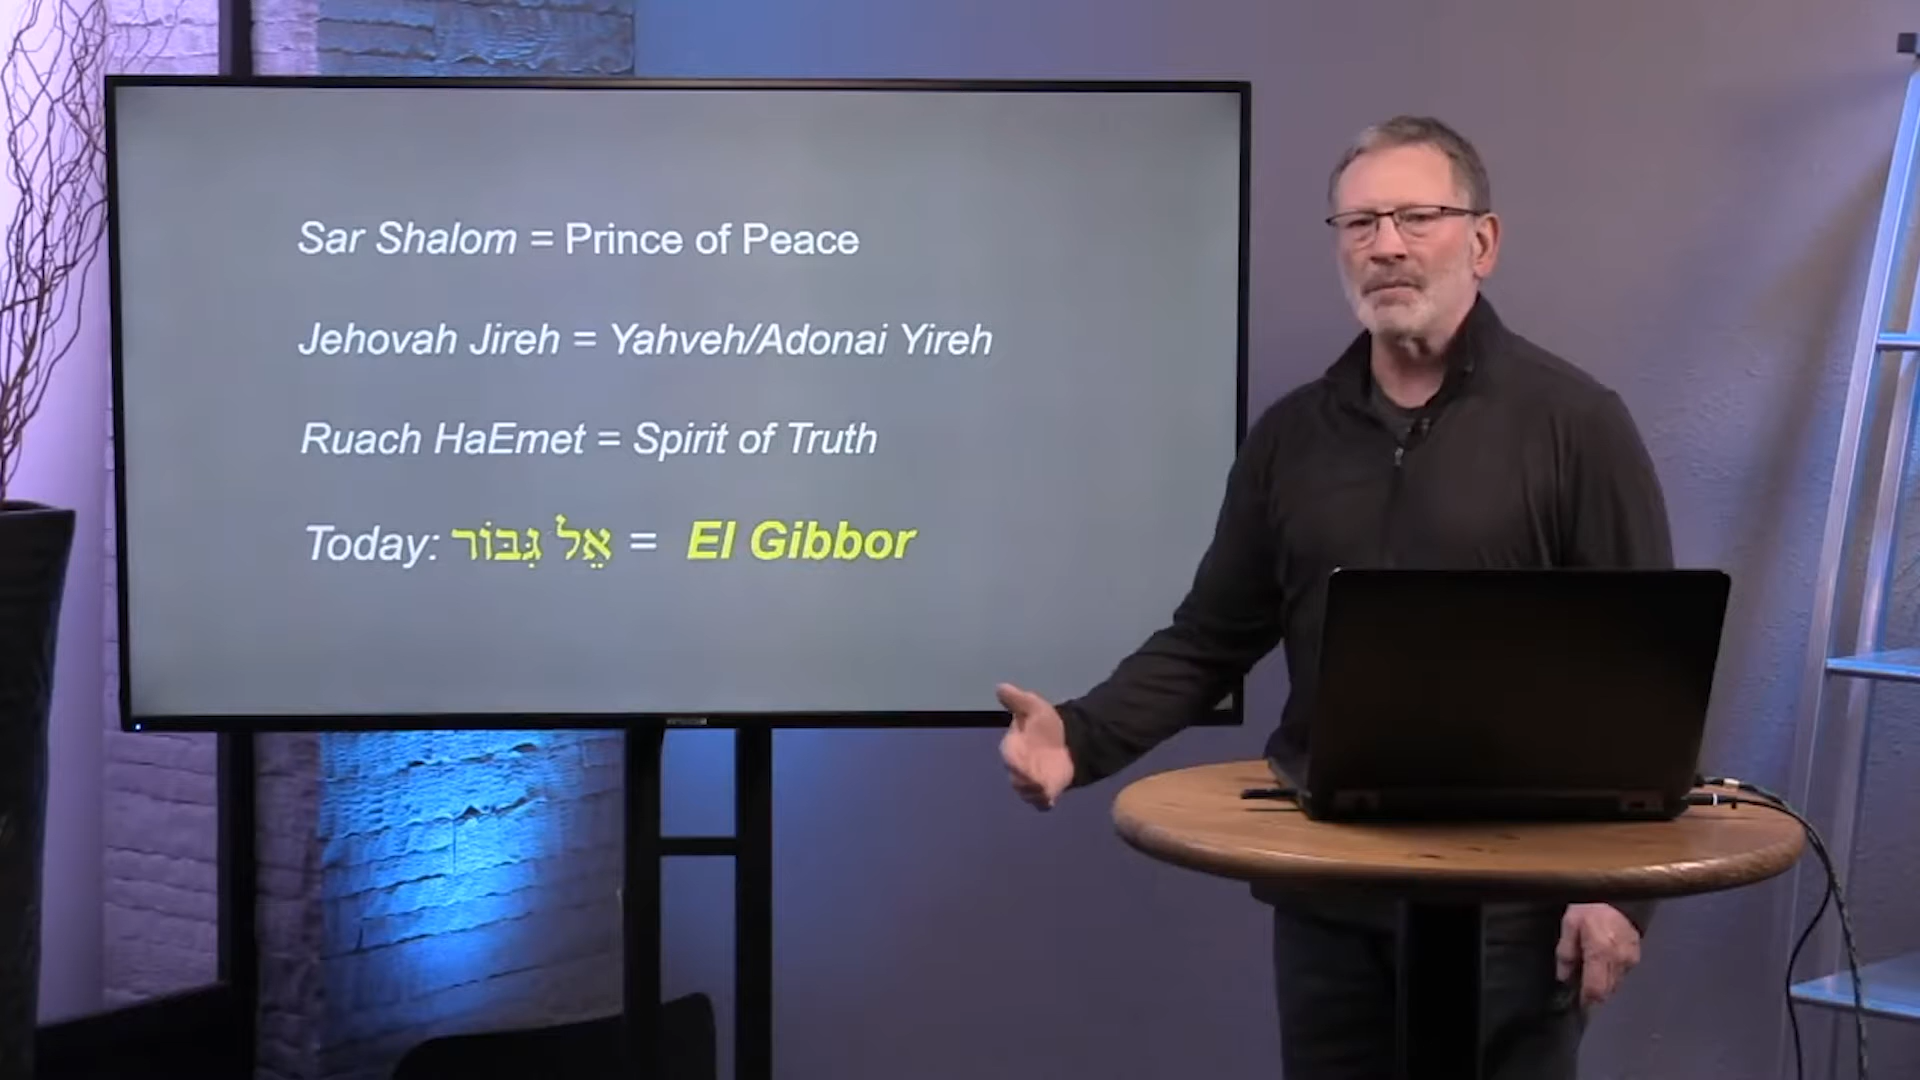 Sar Shalom = Prince of Peace
Jehovah Jireh = Yahveh/Adonai Yireh
Ruach HaEmet = Spirit of Truth
Today: אֵל גִּבּוֹר = El Gibbor